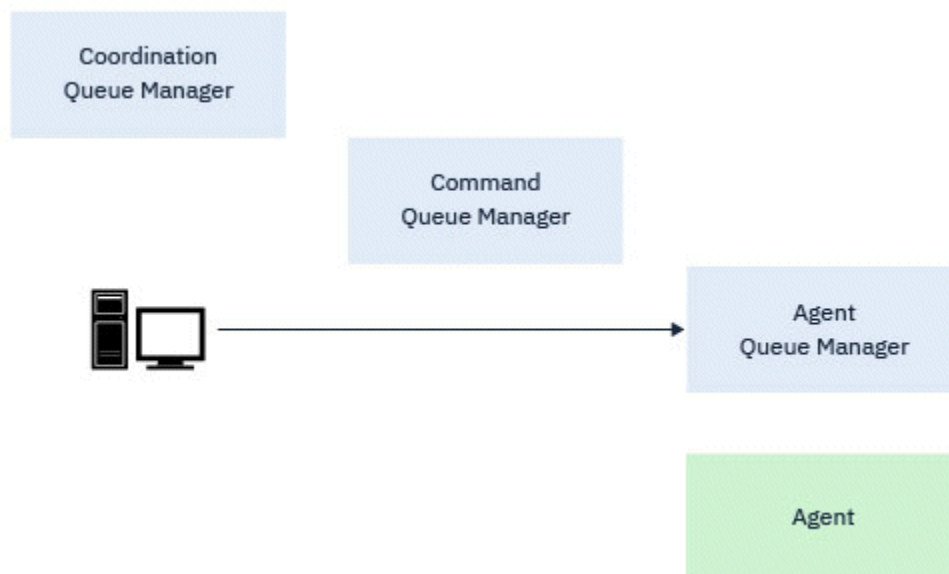 Coordination
Queue Manager
Command
Queue Manager
Agent
Queue Manager
Agent